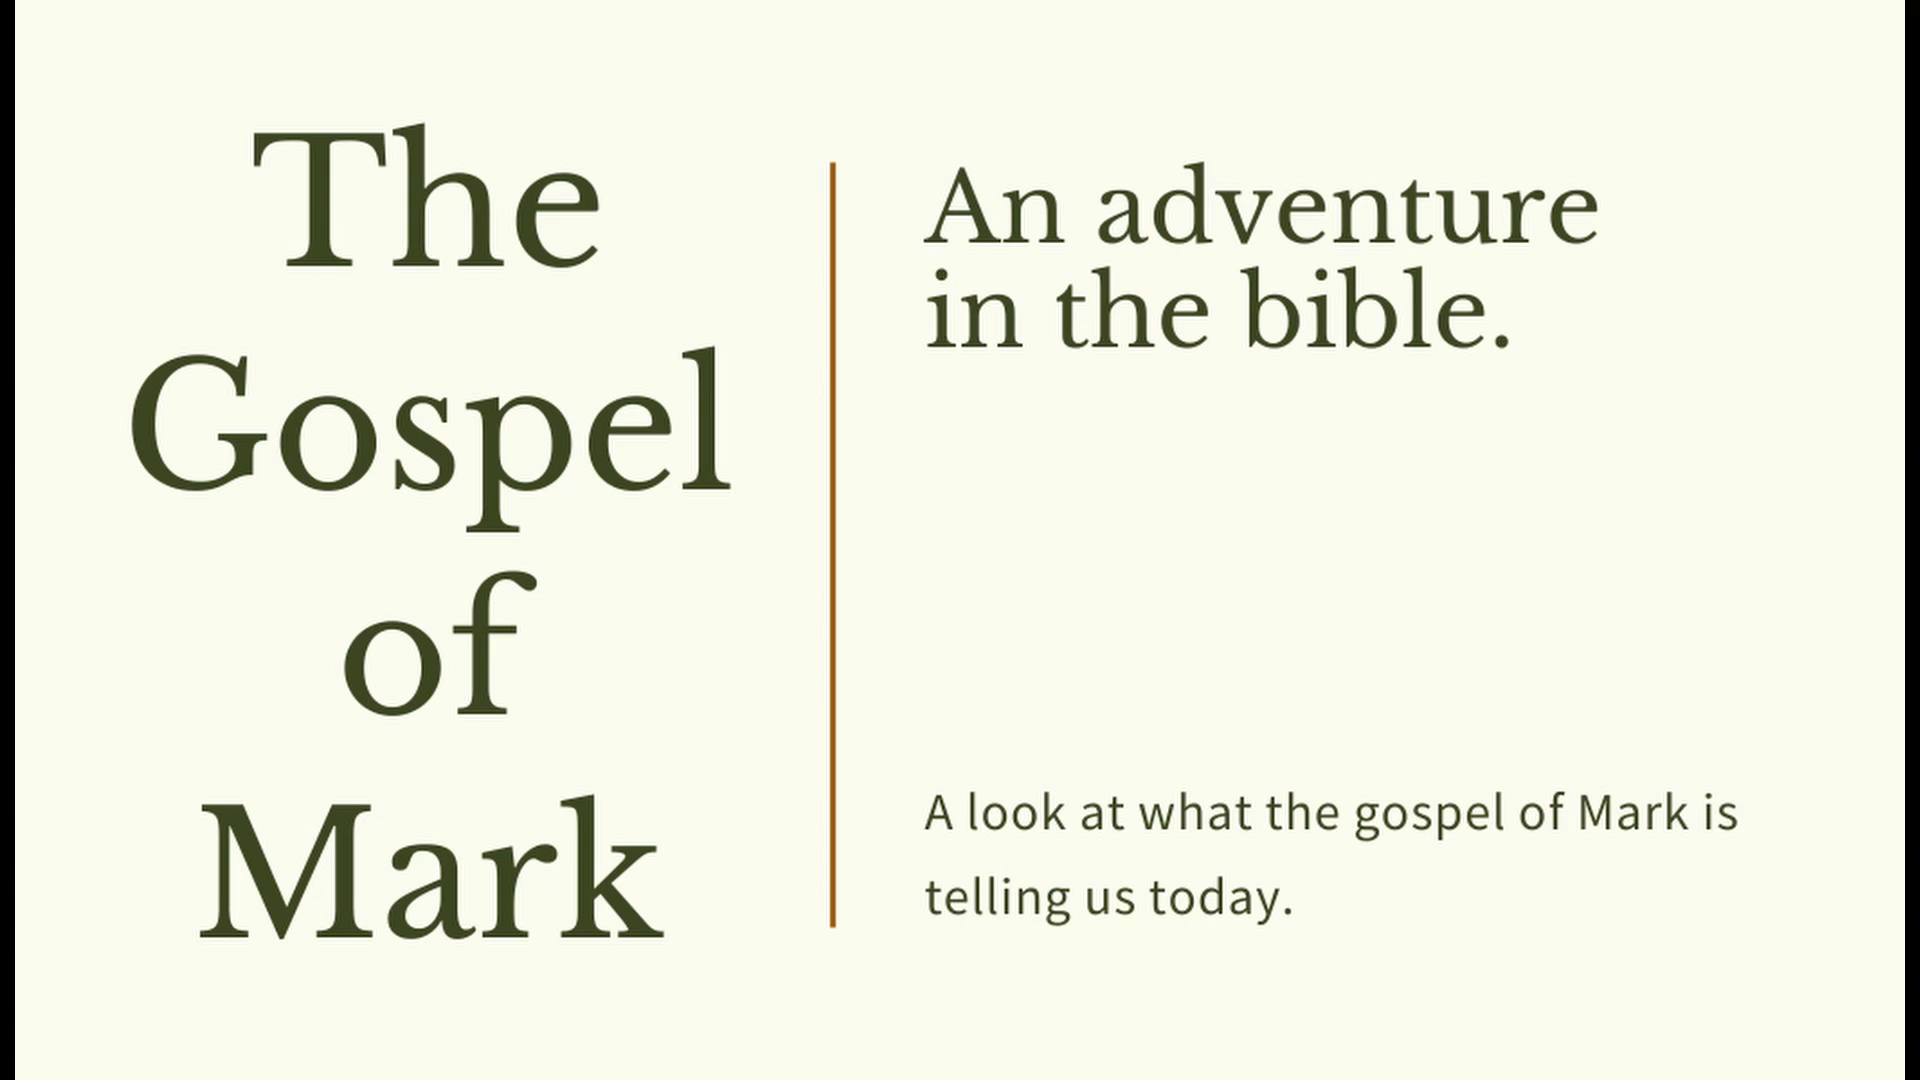 The
Gospel
of
Mark
An adventure
in the bible.
A look at what the gospel of Mark is
telling us today.